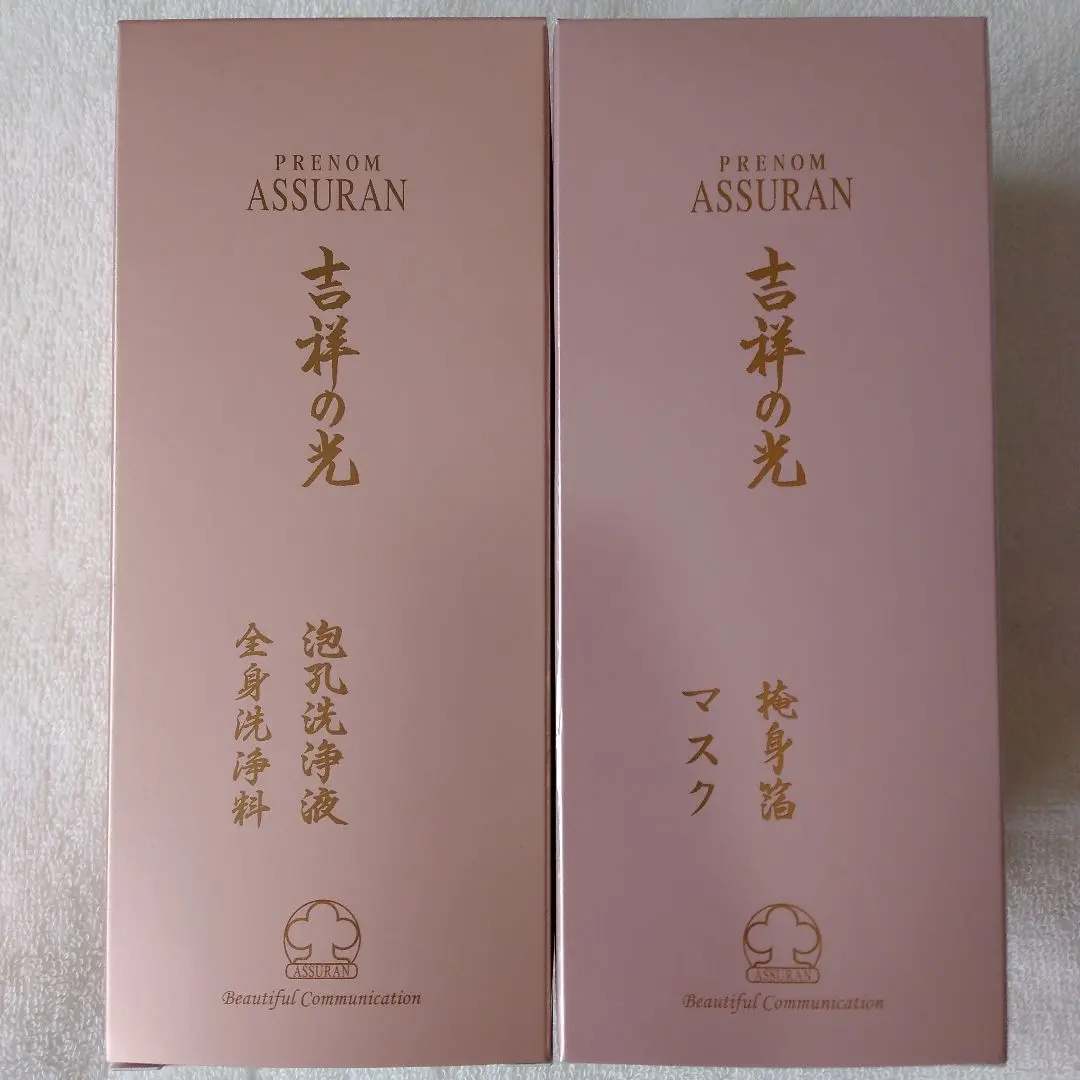 PRENOM
ASSURAN
吉祥の光
泡孔洗浄液
全身洗浄料
ASSURAN
Beautiful Communication
PRENOM
ASSURAN
吉祥の光
掩身箔
マスク
ASSURAN
Beautiful Communication